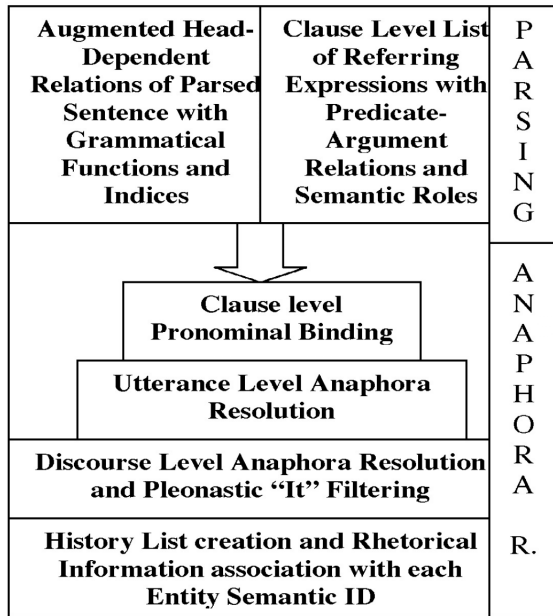 Augmented Head-
Dependent
Relations of Parsed
Sentence with
Grammatical
Functions and
Indices
Clause Level List
of Referring
Expressions with
Predicate-
Argument
Relations and
Semantic Roles
P
A
R
S
I
N
G
Clause level
Pronominal Binding
Utterance Level Anaphora
Resolution
Discourse Level Anaphora Resolution
and Pleonastic “It” Filtering
History List creation and Rhetorical
Information association with each
Entity Semantic ID
A
N
A
P
H
O
R
A
R.